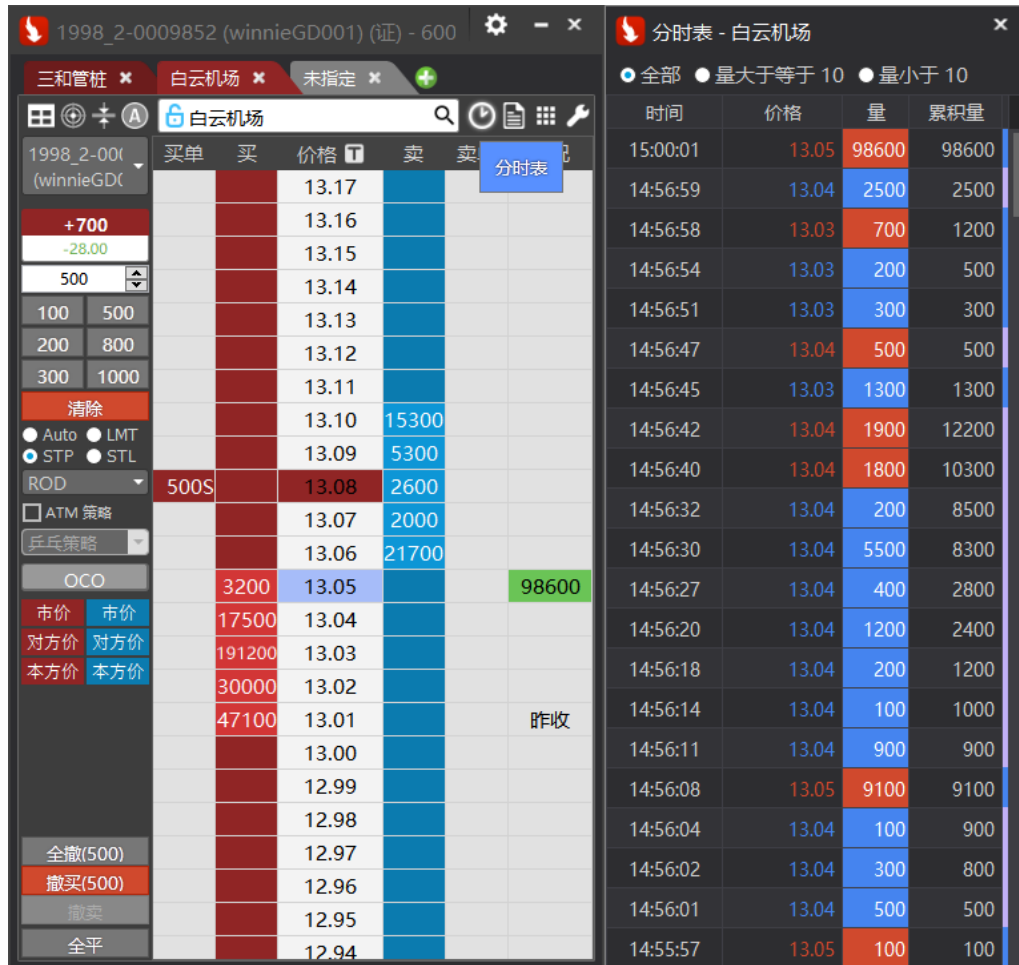 1998_2-0009852 (winnieGD001) (证) - 600
三和管桩 白云机场 未指定
A 白云机场
1998_2-00(
(winnieGD(
+700
-28.00
500
100 500
200 800
300 1000
清除
Auto LMT
STP STL
ROD
ATM 策略
乒乓策略
OCO
市价 市价
对方价 对方价
本方价 本方价
全撤(500)
撤买(500)
撤卖
全平
买单 买 价格 T 卖
分时表
13.17
13.16
13.15
13.14
13.13
13.12
13.11
13.10 15300
13.09 5300
500S 13.08 2600
13.07 2000
13.06 21700
3200 13.05 98600
17500 13.04
191200 13.03
30000 13.02
47100 13.01 昨收
13.00
12.99
12.98
12.97
12.96
12.95
12.94
分时表 - 白云机场
全部 量大于等于 10 量小于 10
时间 价格 量 累积量
15:00:01 13.05 98600 98600
14:56:59 13.04 2500 2500
14:56:58 13.03 700 1200
14:56:54 13.03 200 500
14:56:51 13.03 300 300
14:56:47 13.04 500 500
14:56:45 13.03 1300 1300
14:56:42 13.04 1900 12200
14:56:40 13.04 1800 10300
14:56:32 13.04 200 8500
14:56:30 13.04 5500 8300
14:56:27 13.04 400 2800
14:56:20 13.04 1200 2400
14:56:18 13.04 200 1200
14:56:14 13.04 100 1000
14:56:11 13.04 900 900
14:56:08 13.05 9100 9100
14:56:04 13.04 100 900
14:56:02 13.04 300 800
14:56:01 13.04 500 500
14:55:57 13.05 100 100